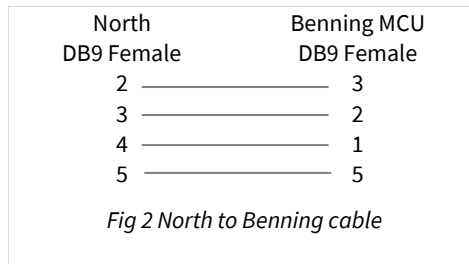 North Benning MCU
DB9 Female DB9 Female
2 3
3 2
4 1
5 5
Fig 2 North to Benning cable